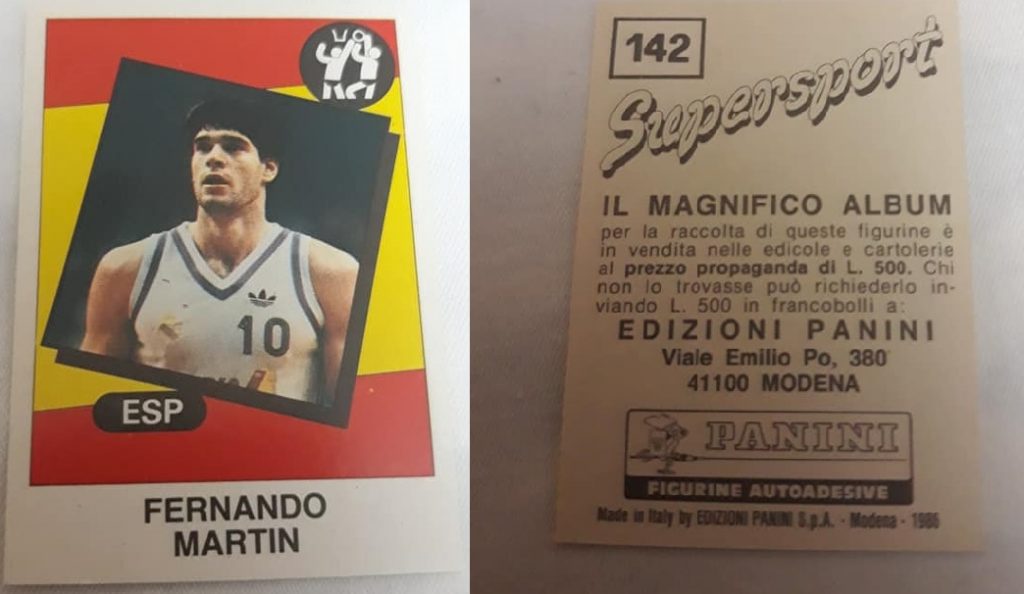 10
ESP
FERNANDO
MARTIN
142
Supersport
IL MAGNIFICO ALBUM
per la raccolta di queste figurine è
in vendita nelle edicole e cartolerie
al prezzo propaganda di L. 500. Chi
non lo trovasse può richiederlo in-
viando L. 500 in francobolli a:
EDIZIONI PANINI
Viale Emilio Po, 380
41100 MODENA
PANINI
FIGURINE AUTOADESIVE
Made in Italy by EDIZIONI PANINI S.p.A. - Modena - 1986